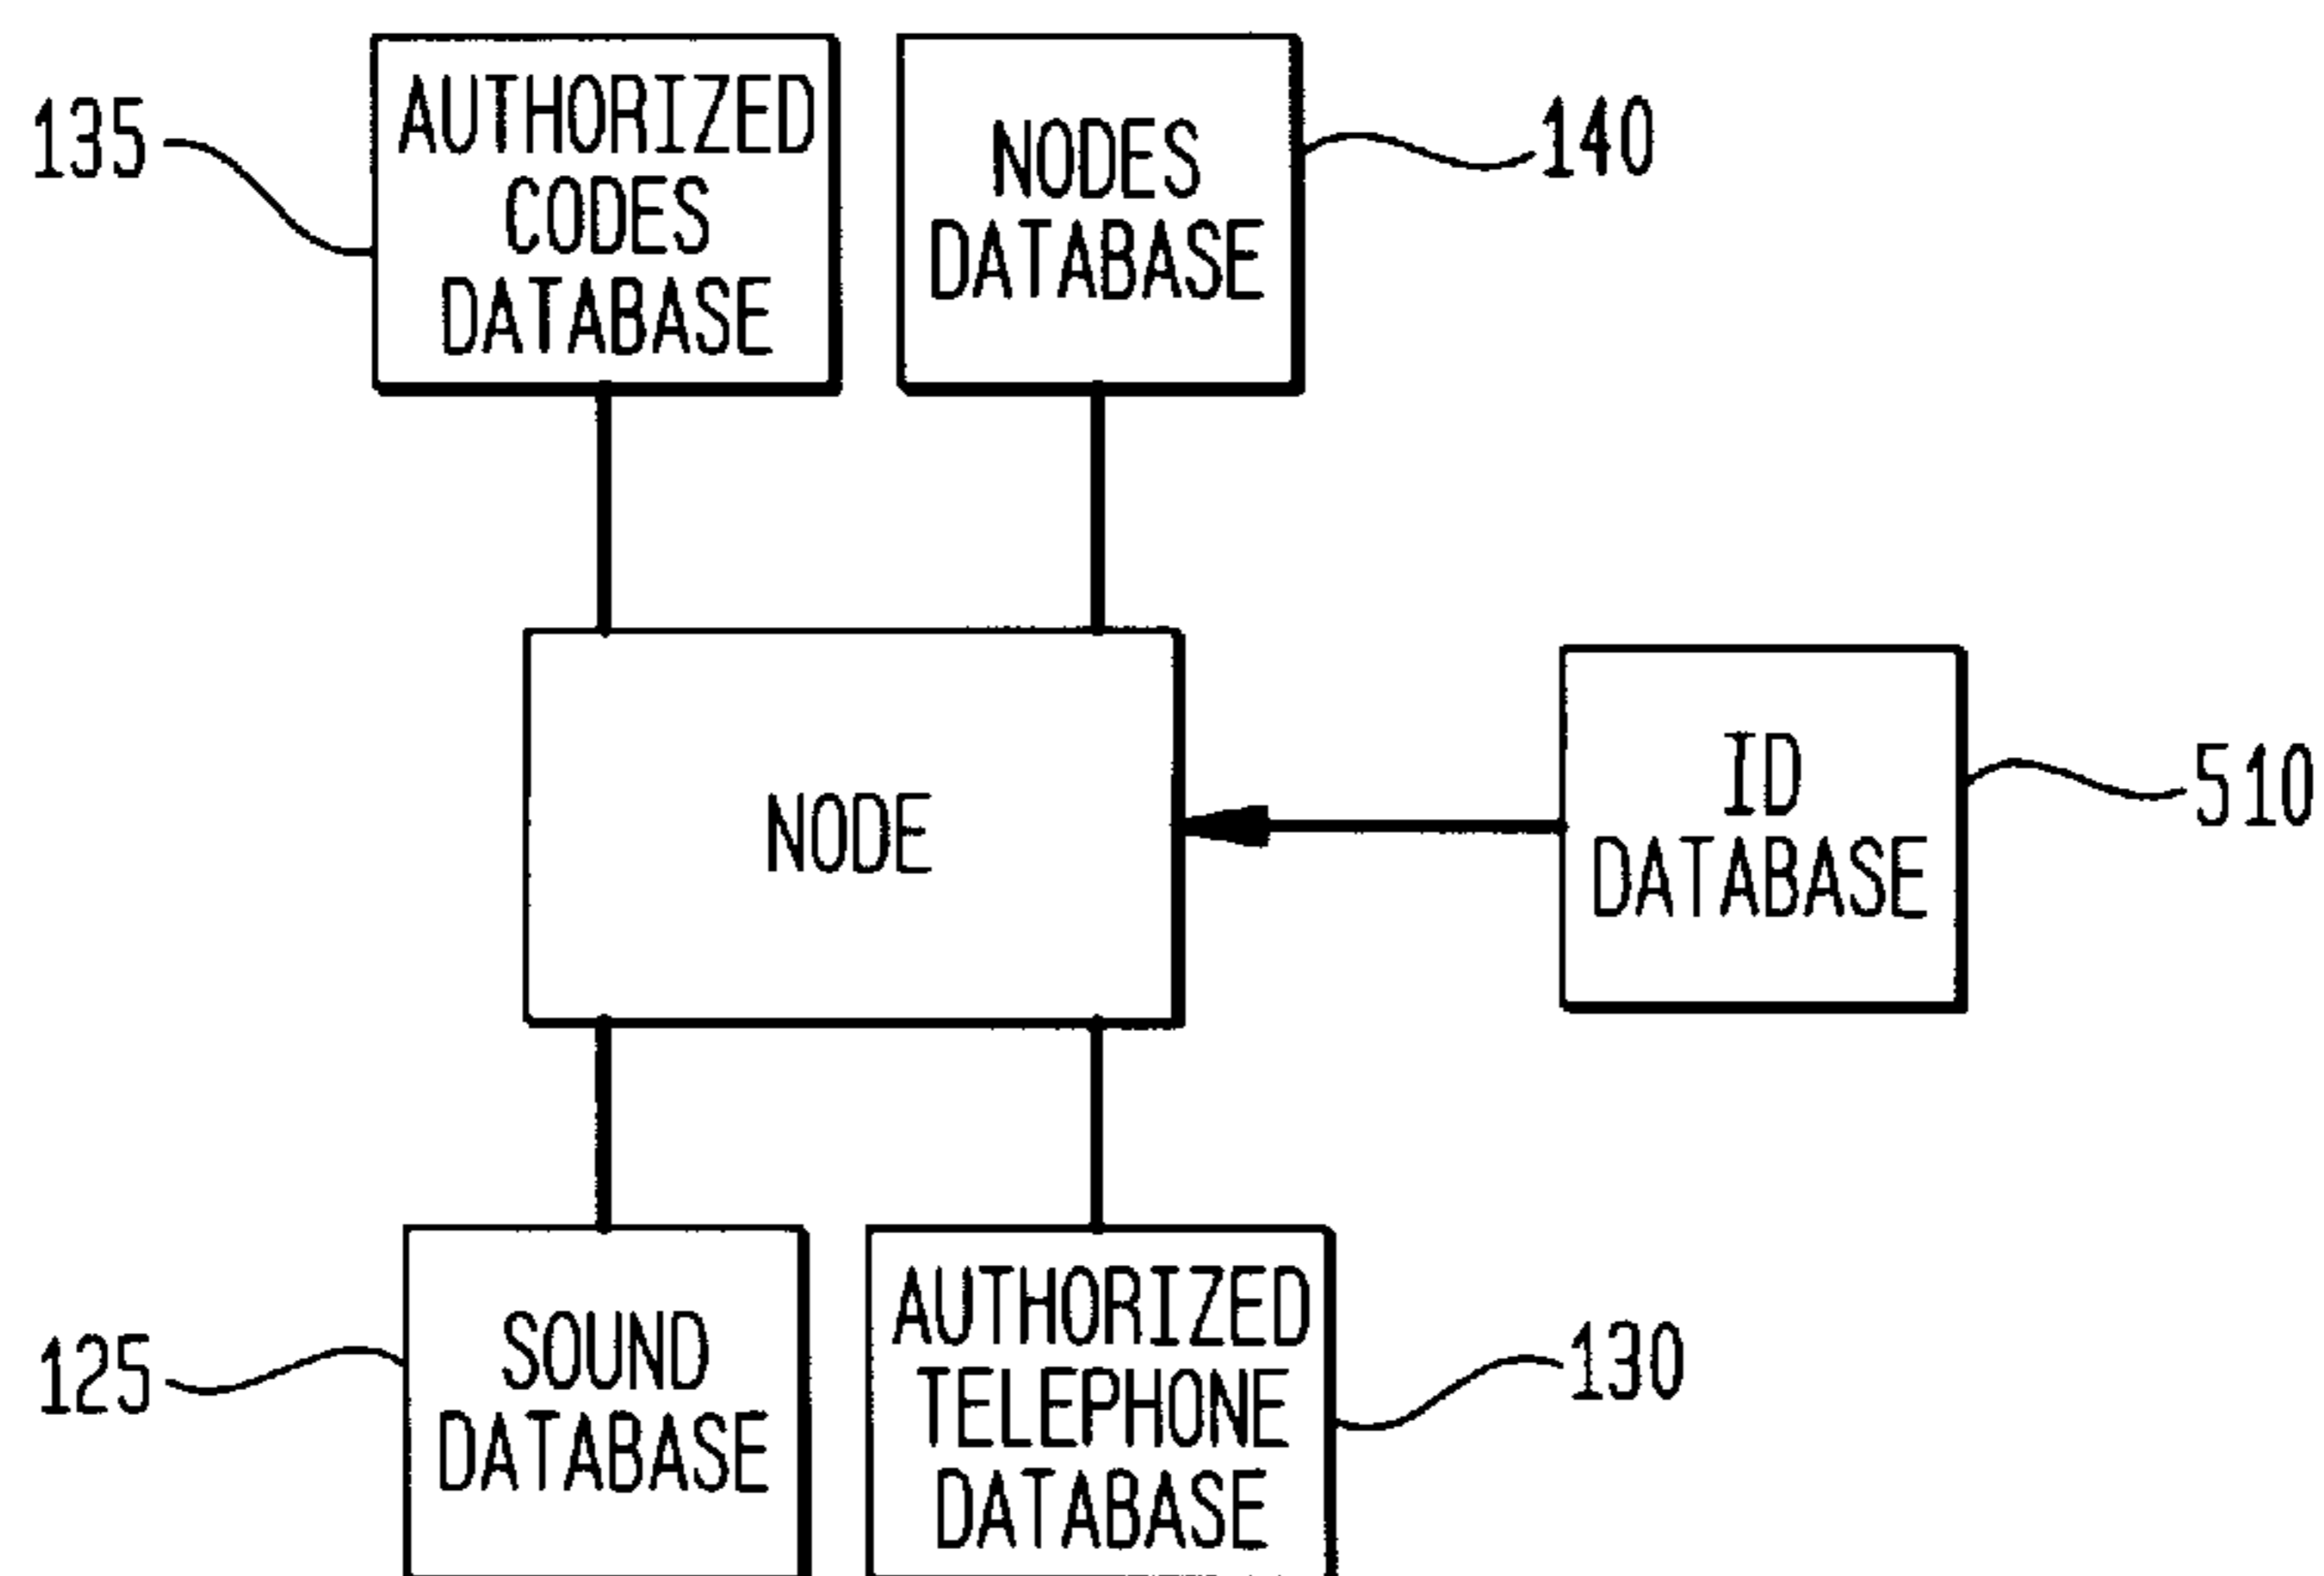 135
AUTHORIZED
CODES
DATABASE
NODES
DATABASE
140
NODE
ID
DATABASE
510
125
SOUND
DATABASE
AUTHORIZED
TELEPHONE
DATABASE
130